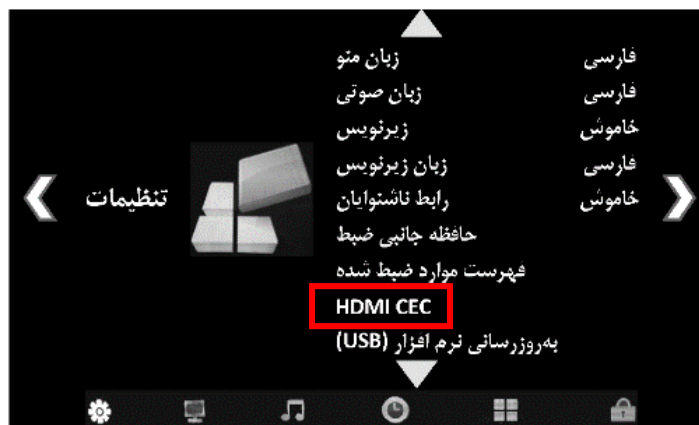 زبان منو فارسی
زبان صوتی فارسی
زیرنویس خاموش
زبان زیرنویس فارسی
تنظیمات
رابط ناشنوایان خاموش
حافظه جانبی ضبط
فهرست موارد ضبط شده
HDMI CEC
به‌روزرسانی نرم افزار (USB)